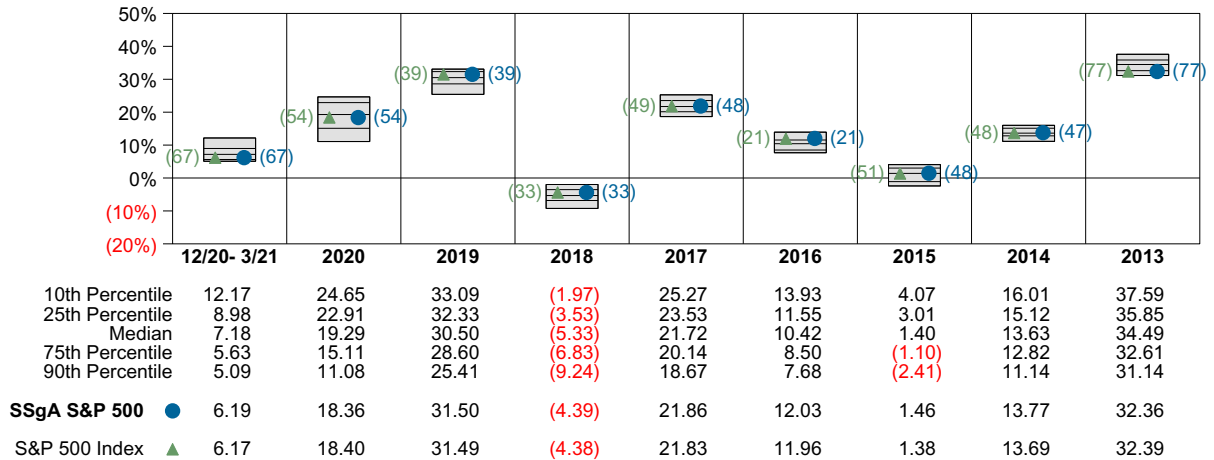 50%
40%
30%
20%
10%
0%
(10%)
(20%)
(67) (67)
(54) (54)
(39) (39)
(33) (33)
(49) (48)
(21) (21)
(51) (48)
(48) (47)
(77) (77)
12/20- 3/21 2020 2019 2018 2017 2016 2015 2014 2013
10th Percentile 12.17 24.65 33.09 (1.97) 25.27 13.93 4.07 16.01 37.59
25th Percentile 8.98 22.91 32.33 (3.53) 23.53 11.55 3.01 15.12 35.85
Median 7.18 19.29 30.50 (5.33) 21.72 10.42 1.40 13.63 34.49
75th Percentile 5.63 15.11 28.60 (6.83) 20.14 8.50 (1.10) 12.82 32.61
90th Percentile 5.09 11.08 25.41 (9.24) 18.67 7.68 (2.41) 11.14 31.14
SSgA S&P 500 6.19 18.36 31.50 (4.39) 21.86 12.03 1.46 13.77 32.36
S&P 500 Index 6.17 18.40 31.49 (4.38) 21.83 11.96 1.38 13.69 32.39